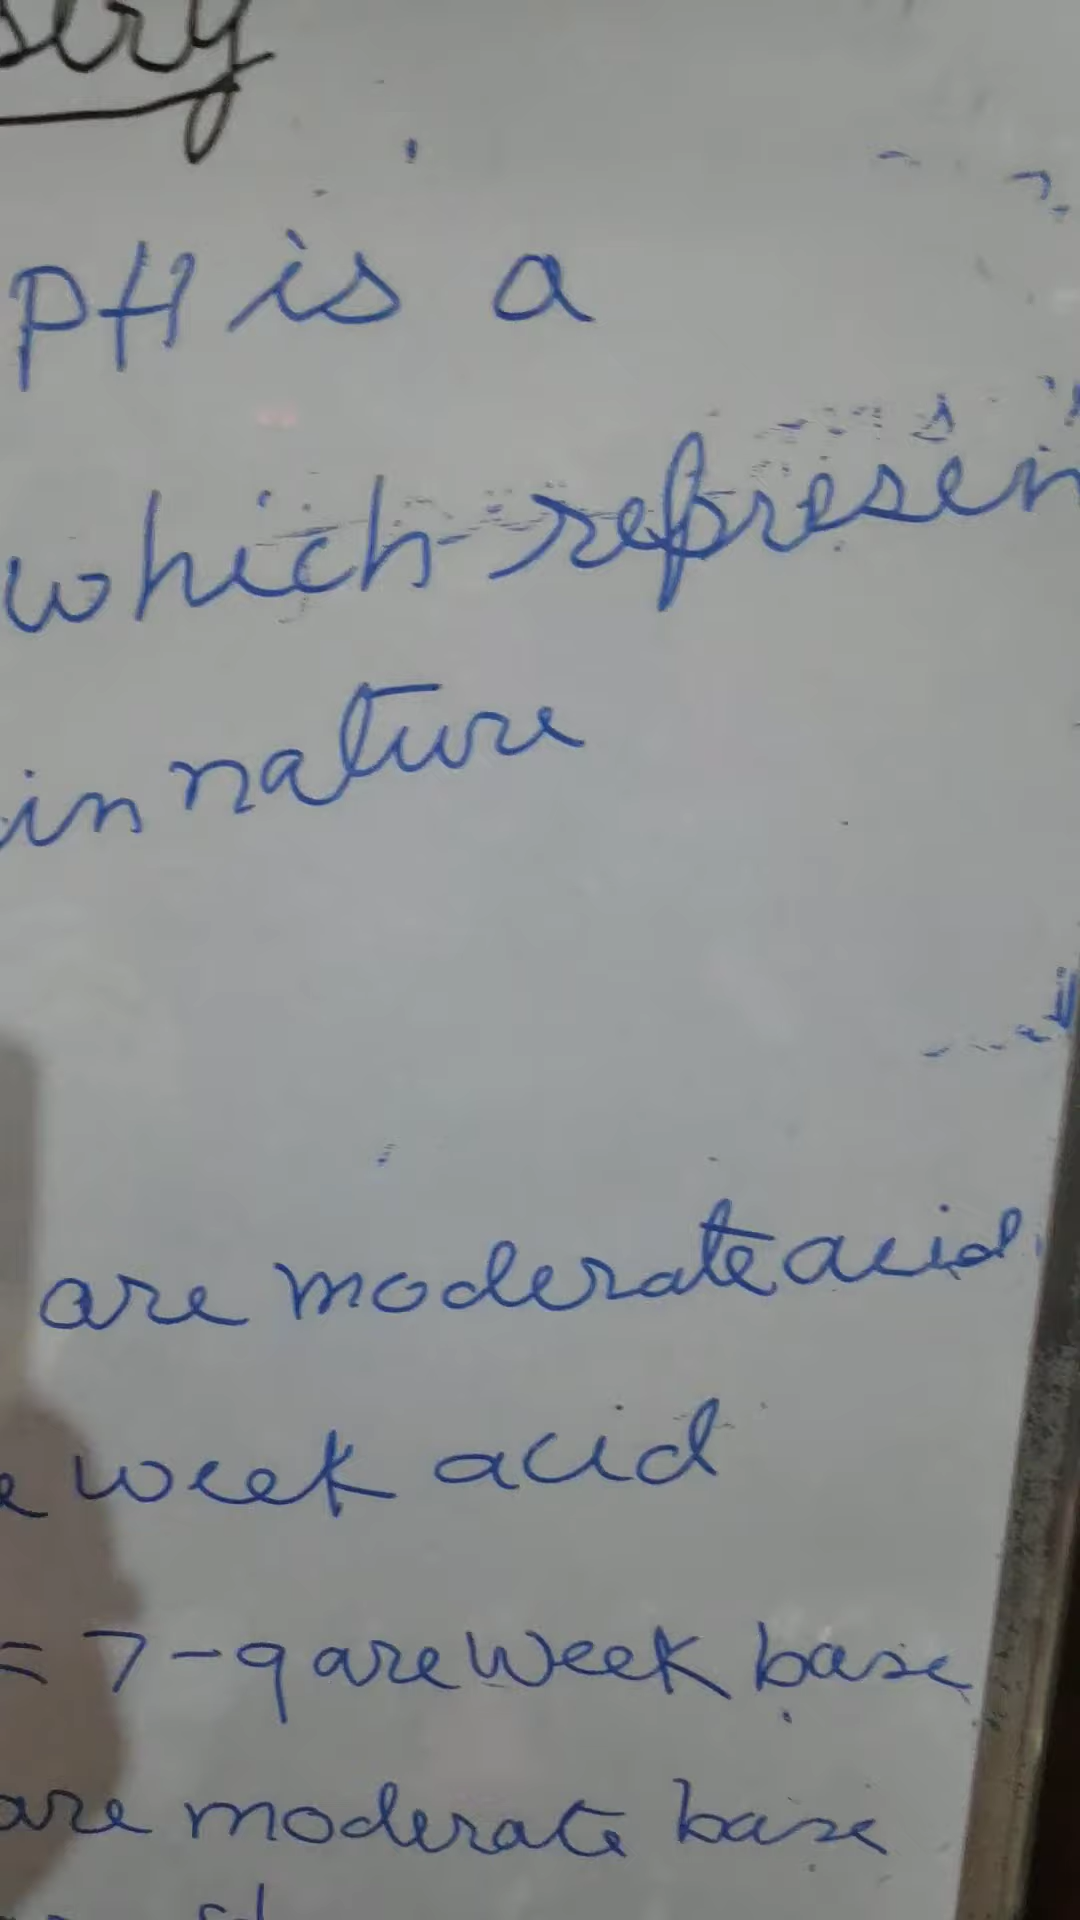 PH is a
which represen
in nature
are moderate acid
week acid
= 7-9 are week base
are moderate base